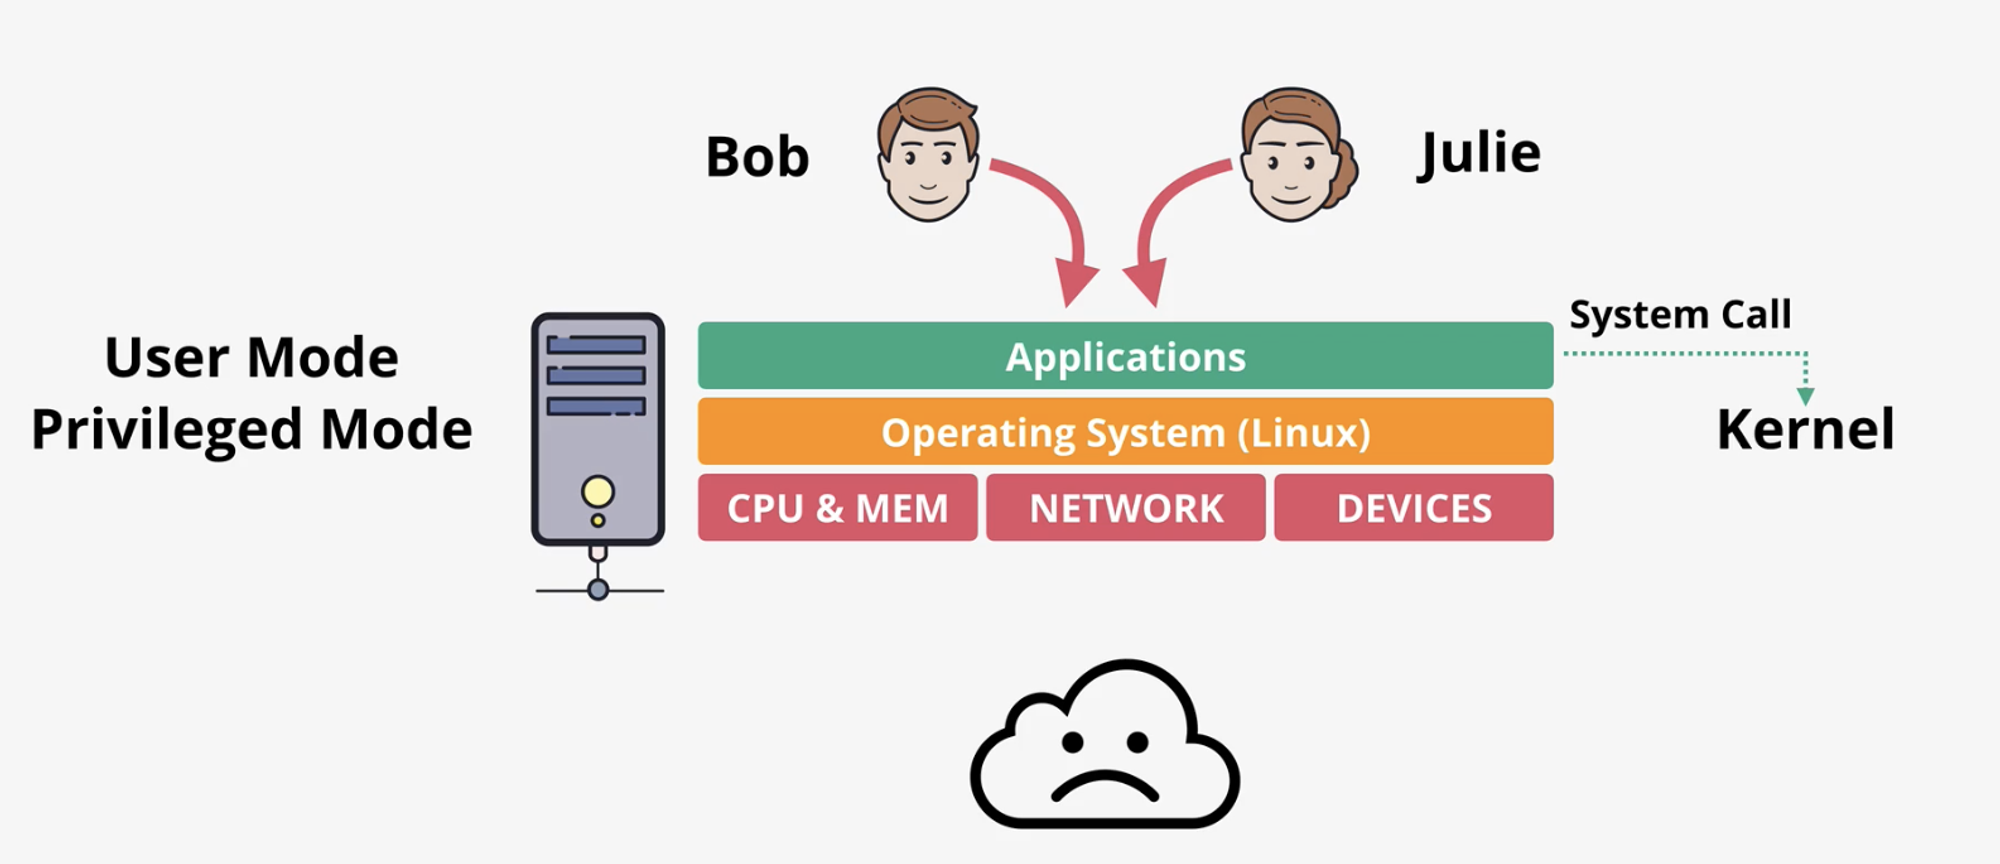 Bob
Julie
System Call
User Mode
Applications
Privileged Mode
Operating System (Linux)
Kernel
CPU & MEM
NETWORK
DEVICES